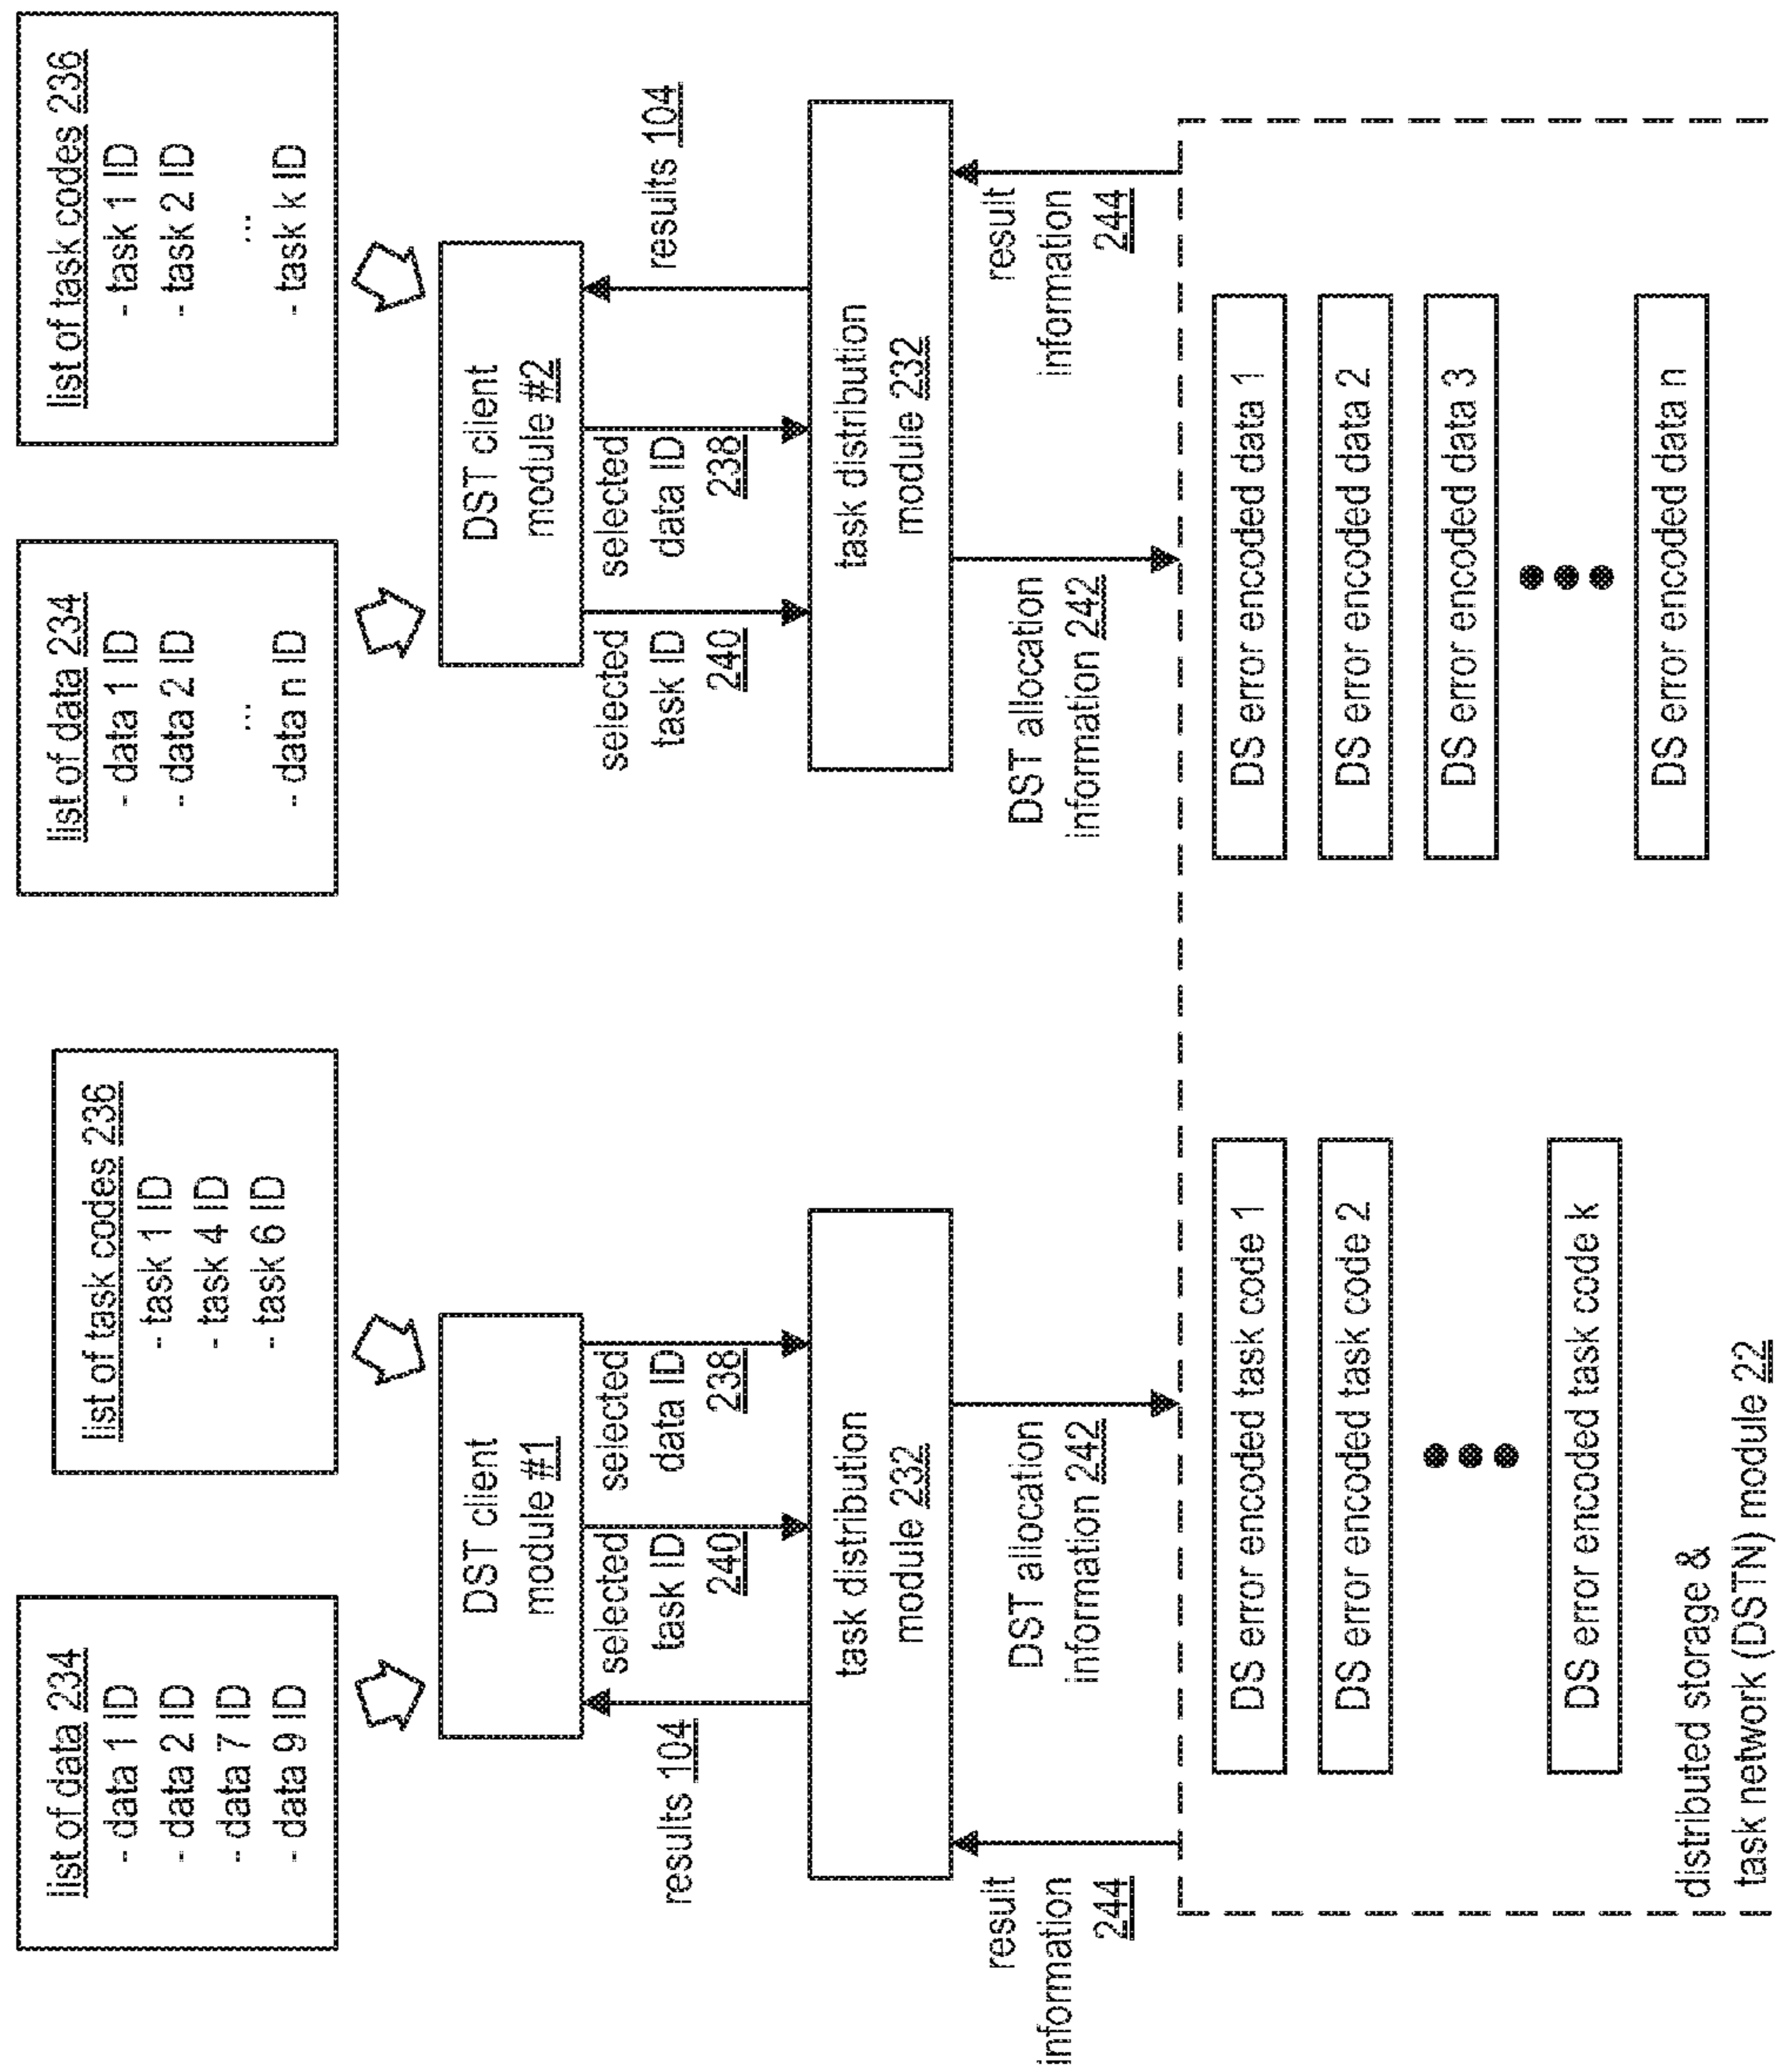 list of data 234
- data 1 ID
- data 2 ID
- data 7 ID
- data 9 ID
list of task codes 236
- task 1 ID
- task 4 ID
- task 6 ID
list of data 234
- data 1 ID
- data 2 ID
...
- data n ID
list of task codes 236
- task 1 ID
- task 2 ID
...
- task k ID
DST client
module #1
DST client
module #2
results 104
selected
task ID
240
selected
data ID
238
selected
task ID
240
selected
data ID
238
results 104
task distribution
module 232
task distribution
module 232
result
information
244
DST allocation
information 242
DST allocation
information 242
result
information
244
DS error encoded task code 1
DS error encoded task code 2
DS error encoded task code k
DS error encoded data 1
DS error encoded data 2
DS error encoded data 3
DS error encoded data n
distributed storage &
task network (DSTN) module 22